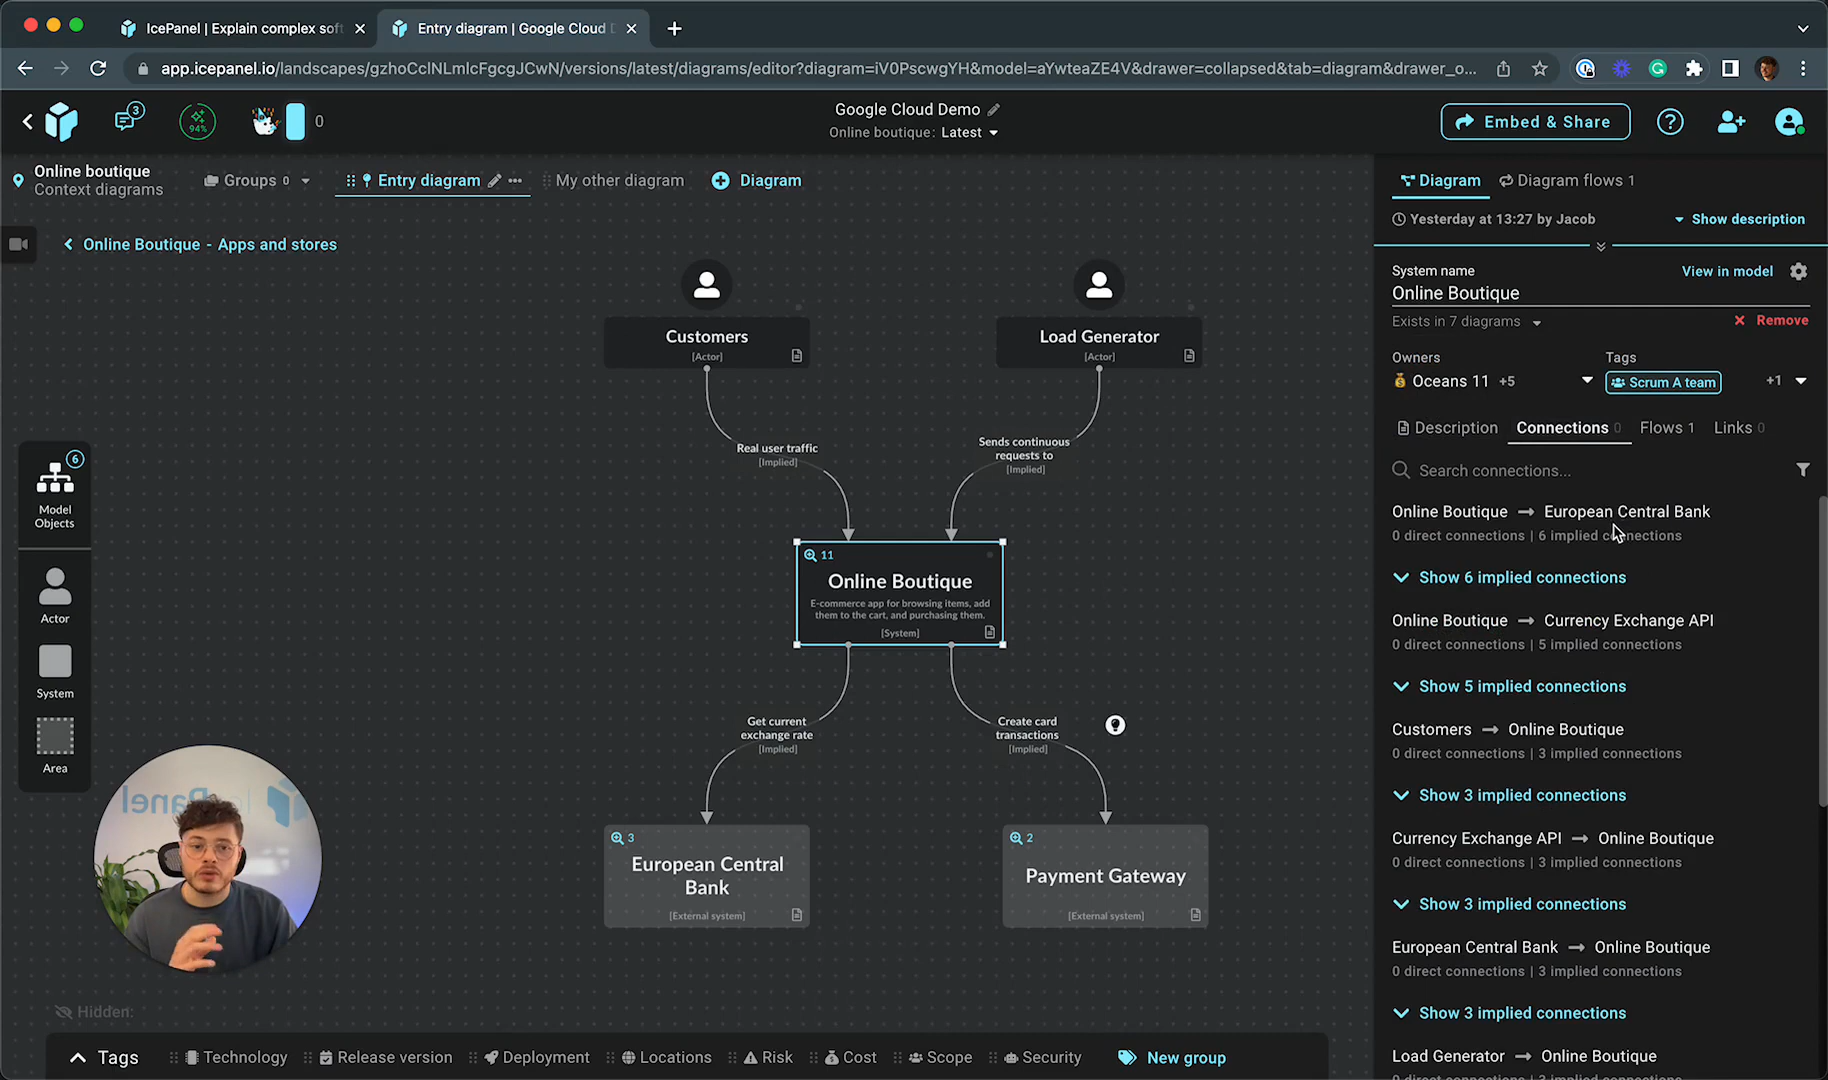 IcePanel | Explain complex soft
Entry diagram | Google Cloud D
app.icepanel.io/landscapes/gzhoCclNLmlcFgcgJCwN/versions/latest/diagrams/editor?diagram=iV0PscwgYH&model=aYwteaZE4V&drawer=collapsed&tab=diagram&drawer_o...
3
94%
0
Google Cloud Demo
Online boutique: Latest
Embed & Share
Online boutique
Context diagrams
Groups 0
Entry diagram
My other diagram
Diagram
Online Boutique - Apps and stores
Customers
[Actor]
Load Generator
[Actor]
Real user traffic
[Implied]
Sends continuous
requests to
[Implied]
11
Online Boutique
E-commerce app for browsing items, add
them to the cart, and purchasing them.
[System]
Get current
exchange rate
[Implied]
Create card
transactions
[Implied]
3
European Central
Bank
[External system]
2
Payment Gateway
[External system]
6
Model
Objects
Actor
System
Area
Hidden:
Tags
Technology
Release version
Deployment
Locations
Risk
Cost
Scope
Security
New group
Diagram
Diagram flows 1
Yesterday at 13:27 by Jacob
Show description
System name
View in model
Online Boutique
Exists in 7 diagrams
Remove
Owners
Tags
Oceans 11 +5
Scrum A team
+1
Description
Connections 0
Flows 1
Links 0
Search connections...
Online Boutique → European Central Bank
0 direct connections | 6 implied connections
Show 6 implied connections
Online Boutique → Currency Exchange API
0 direct connections | 5 implied connections
Show 5 implied connections
Customers → Online Boutique
0 direct connections | 3 implied connections
Show 3 implied connections
Currency Exchange API → Online Boutique
0 direct connections | 3 implied connections
Show 3 implied connections
European Central Bank → Online Boutique
0 direct connections | 3 implied connections
Show 3 implied connections
Load Generator → Online Boutique